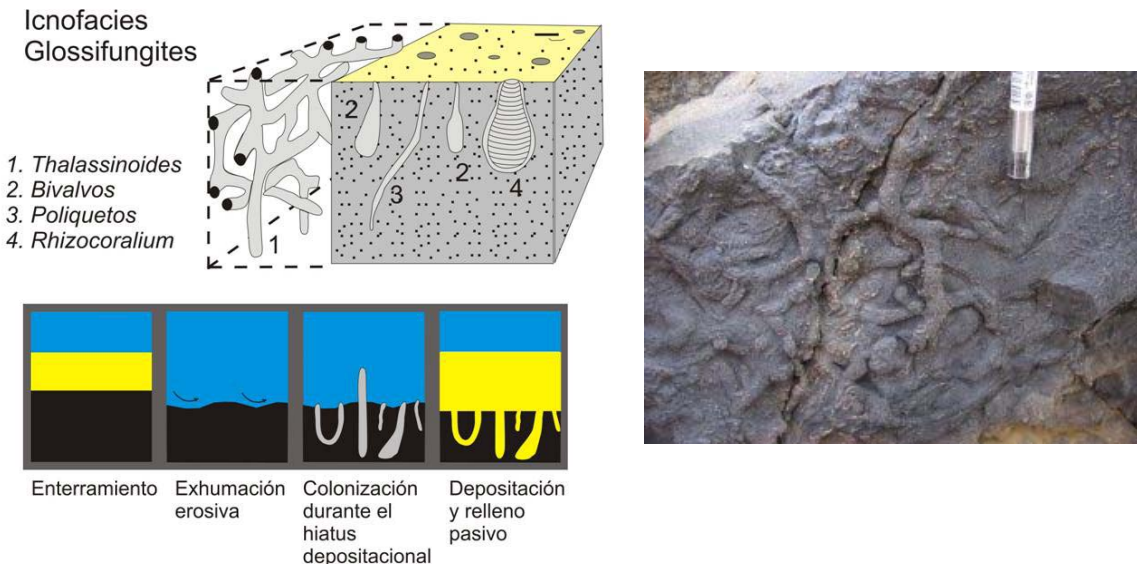 Icnofacies
Glossifungites
1. Thalassinoides
2. Bivalvos
3. Poliquetos
4. Rhizocoralium
2
3
2
4
1
Enterramiento
Exhumación
erosiva
Colonización
durante el
hiatus
depositacional
Depositación
y relleno
pasivo